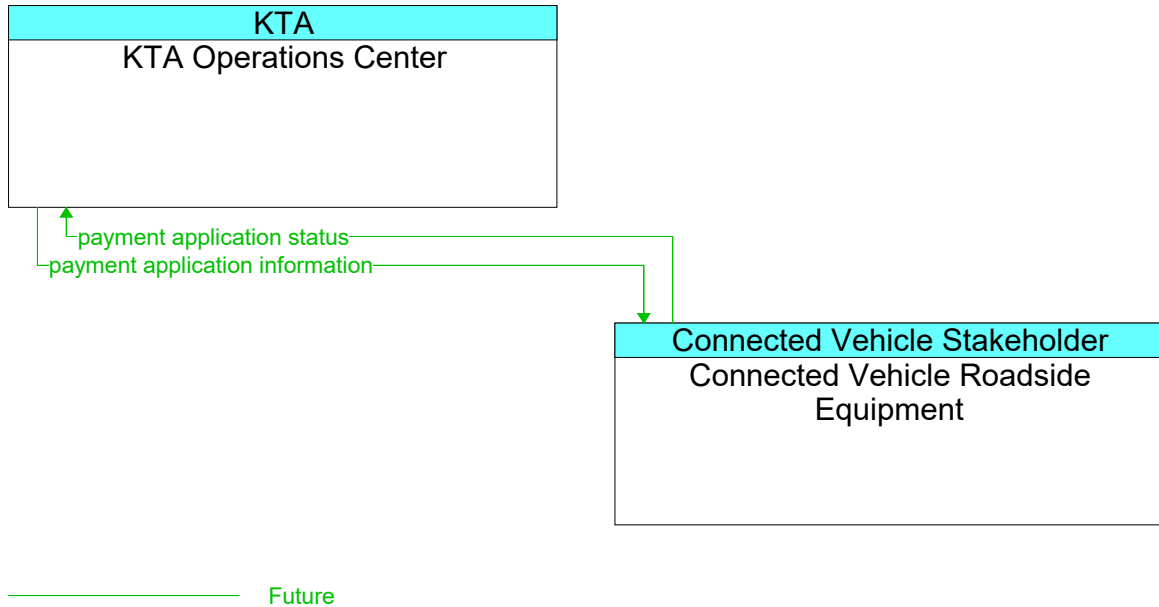 KTA
KTA Operations Center
payment application status
payment application information
Connected Vehicle Stakeholder
Connected Vehicle Roadside
Equipment
Future